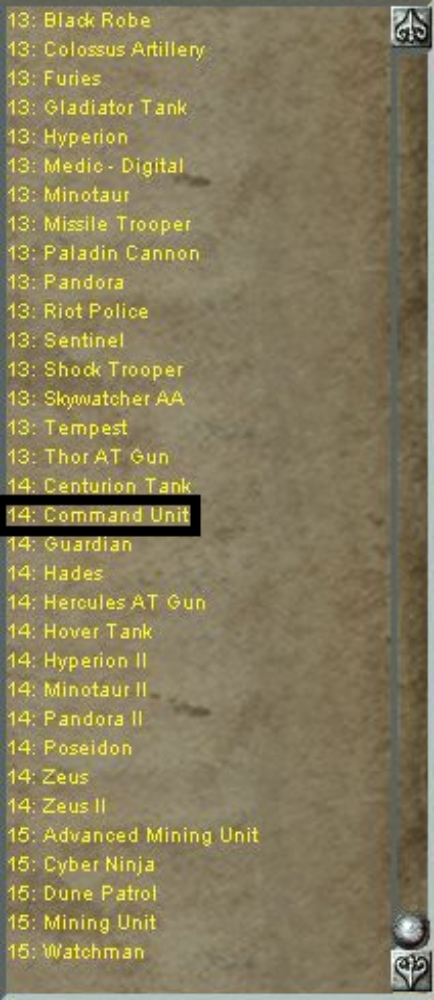 13: Black Robe
13: Colossus Artillery
13: Furies
13: Gladiator Tank
13: Hyperion
13: Medic - Digital
13: Minotaur
13: Missile Trooper
13: Paladin Cannon
13: Pandora
13: Riot Police
13: Sentinel
13: Shock Trooper
13: Skywatcher AA
13: Tempest
13: Thor AT Gun
14: Centurion Tank
14: Command Unit
14: Guardian
14: Hades
14: Hercules AT Gun
14: Hover Tank
14: Hyperion II
14: Minotaur II
14: Pandora II
14: Poseidon
14: Zeus
14: Zeus II
15: Advanced Mining Unit
15: Cyber Ninja
15: Dune Patrol
15: Mining Unit
15: Watchman